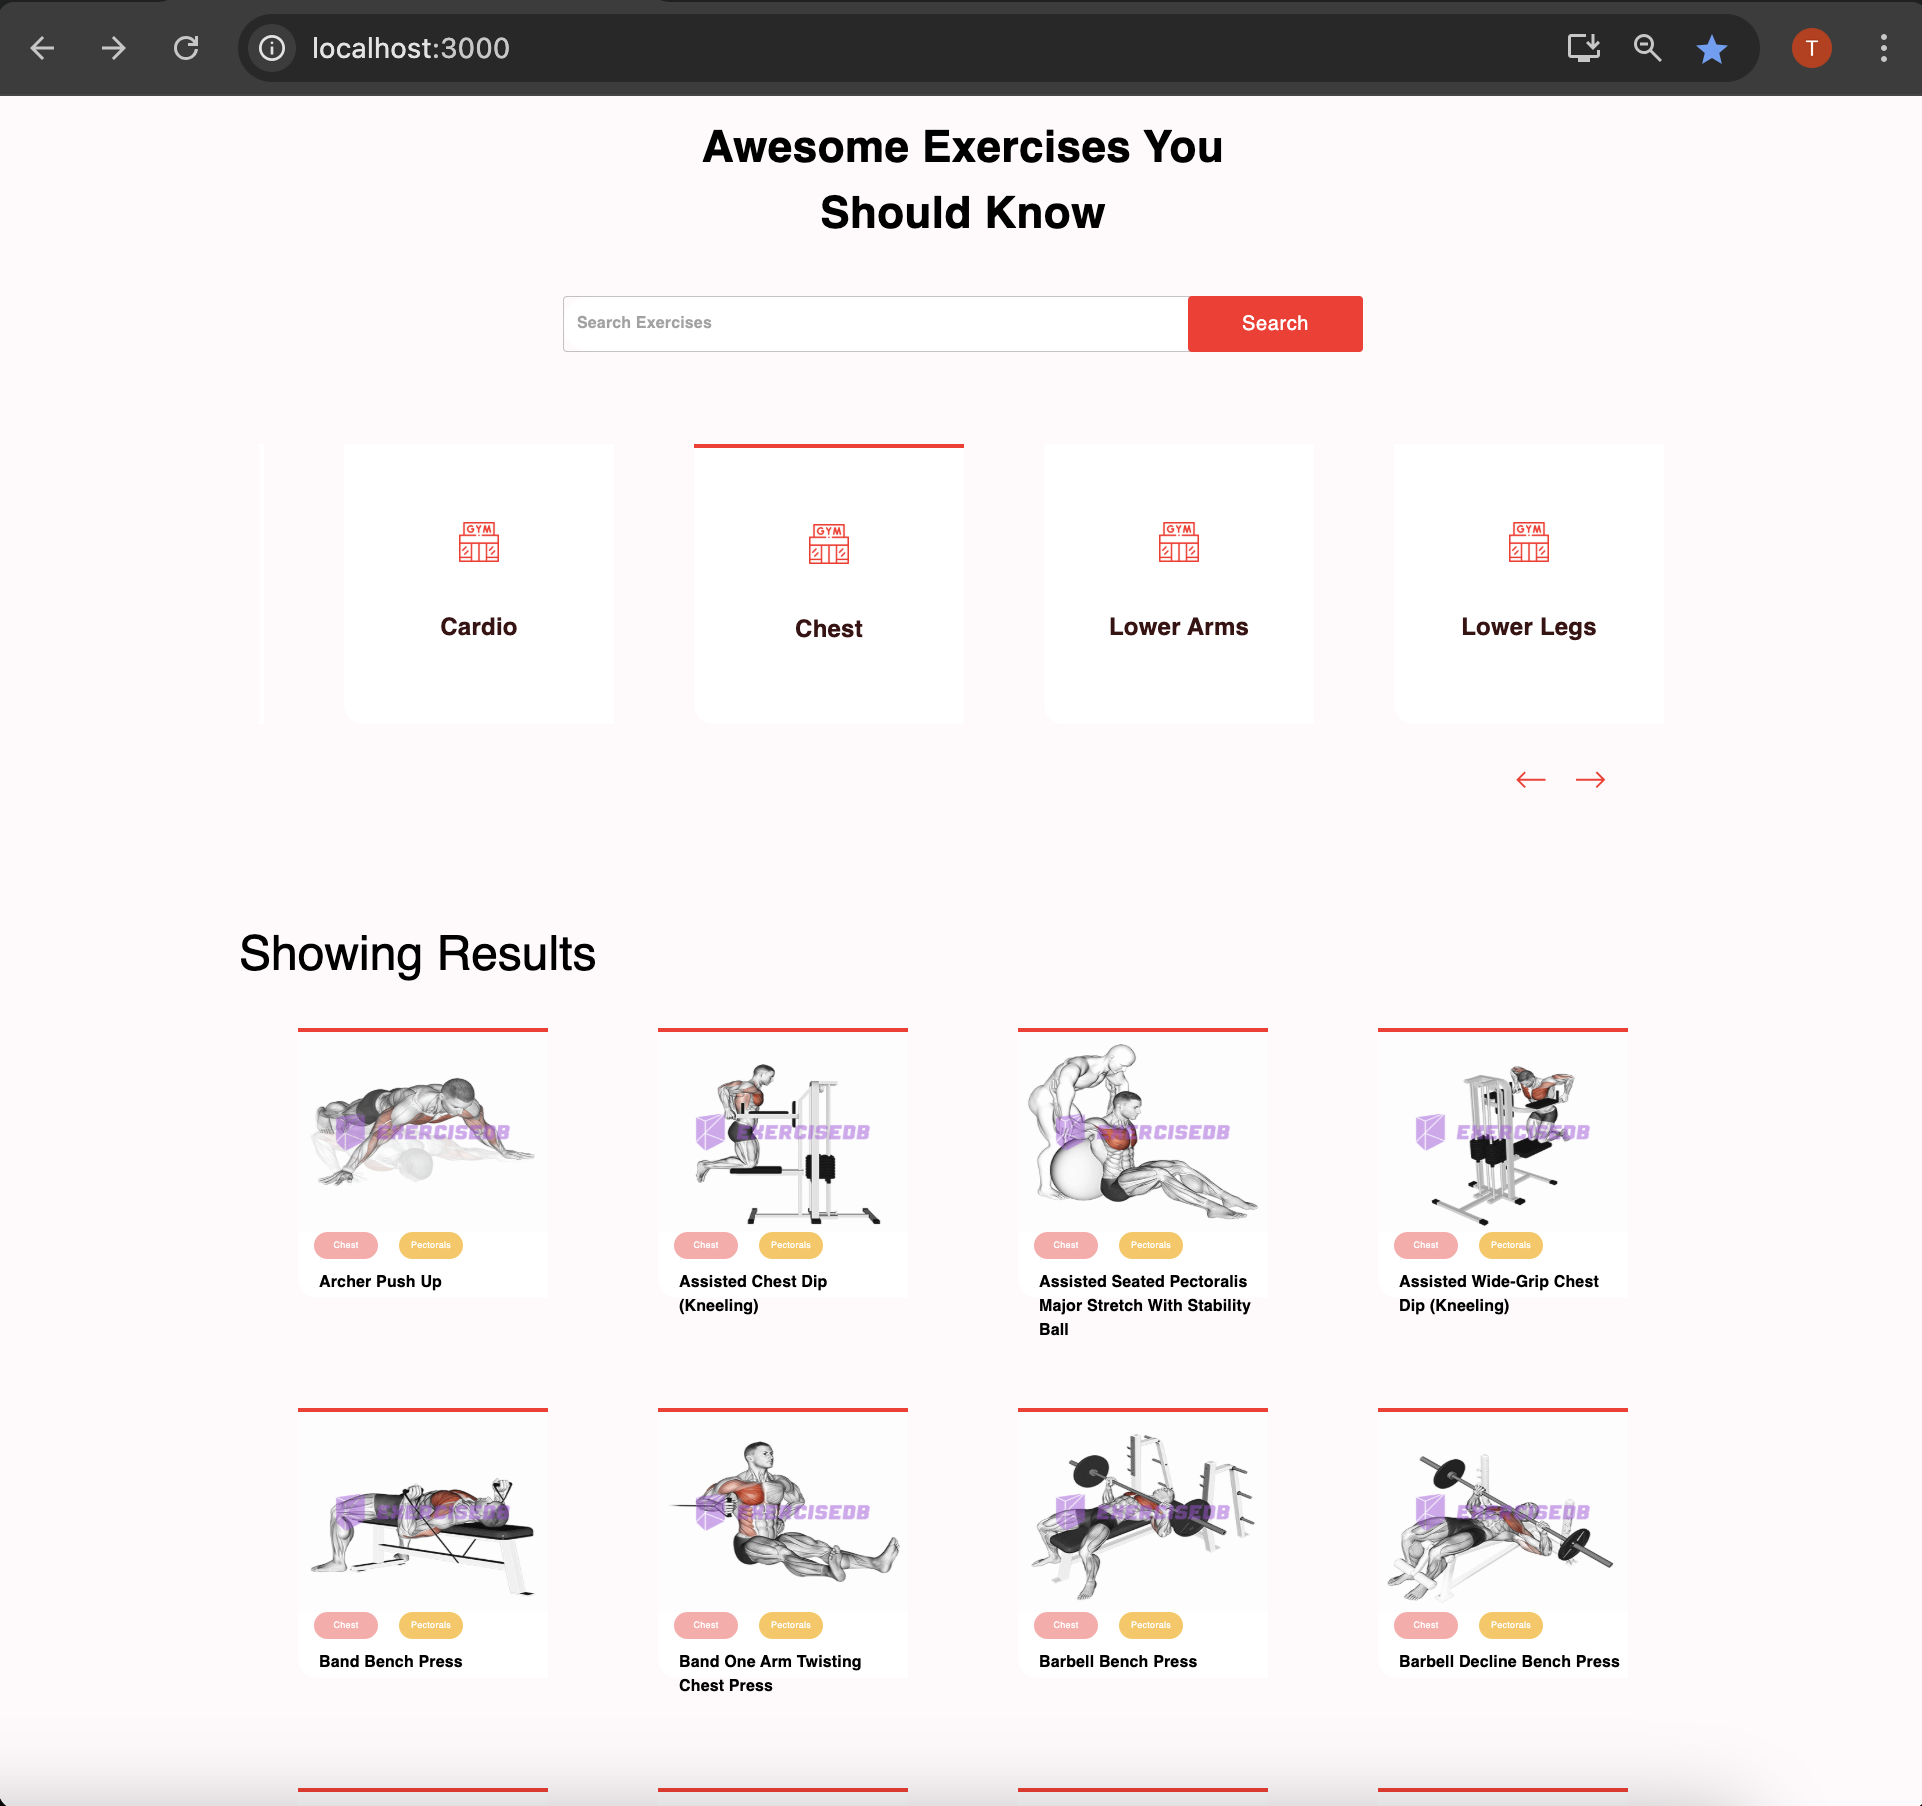 localhost:3000
T
Awesome Exercises You
Should Know
Search Exercises
Search
GYM
GYM
GYM
GYM
Cardio
Chest
Lower Arms
Lower Legs
Showing Results
EXERCISEDB
EXERCISEDB
EXERCISEDB
EXERCISEDB
Chest Pectorals
Chest Pectorals
Chest Pectorals
Chest Pectorals
Archer Push Up
Assisted Chest Dip
(Kneeling)
Assisted Seated Pectoralis
Major Stretch With Stability
Ball
Assisted Wide-Grip Chest
Dip (Kneeling)
EXERCISEDB
EXERCISEDB
EXERCISEDB
EXERCISEDB
Chest Pectorals
Chest Pectorals
Chest Pectorals
Chest Pectorals
Band Bench Press
Band One Arm Twisting
Chest Press
Barbell Bench Press
Barbell Decline Bench Press